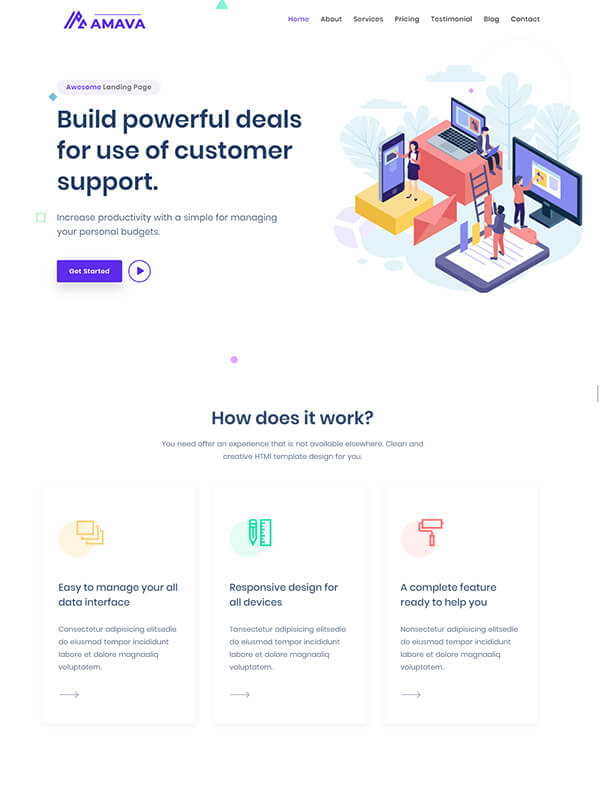 AMAVA
Home About Services Pricing Testimonial Blog Contact
Awesome Landing Page
Build powerful deals
for use of customer
support.
Increase productivity with a simple for managing
your personal budgets.
Get Started
How does it work?
You need offer an experience that is not available elsewhere. Clean and
creative HTMl template design for you.
Easy to manage your all
data interface
Consectetur adipisicing elitsedie
do eiusmod tempor incididunt
labore et dolore magnaaliq
voluptatem.
Responsive design for
all devices
Tansectetur adipisicing elitsedie
do eiusmod tempor incididunt
labore et dolore magnaaliq
voluptatem.
A complete feature
ready to help you
Nonsectetur adipisicing elitsedie
do eiusmod tempor incididunt
labore et dolore magnaaliq
voluptatem.